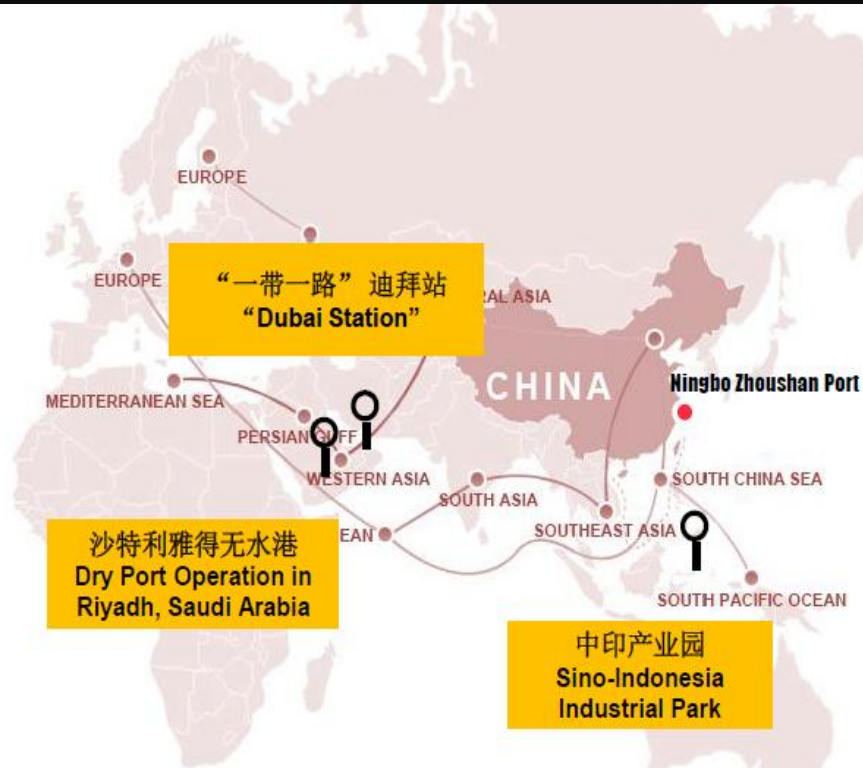 EUROPE
EUROPE
“一带一路” 迪拜站
“Dubai Station”
RAL ASIA
CHINA
Ningbo Zhoushan Port
MEDITERRANEAN SEA
PERSIAN GUFF
WESTERN ASIA
SOUTH ASIA
SOUTH CHINA SEA
EAN
SOUTHEAST ASIA
沙特利雅得无水港
Dry Port Operation in
Riyadh, Saudi Arabia
SOUTH PACIFIC OCEAN
中印产业园
Sino-Indonesia
Industrial Park